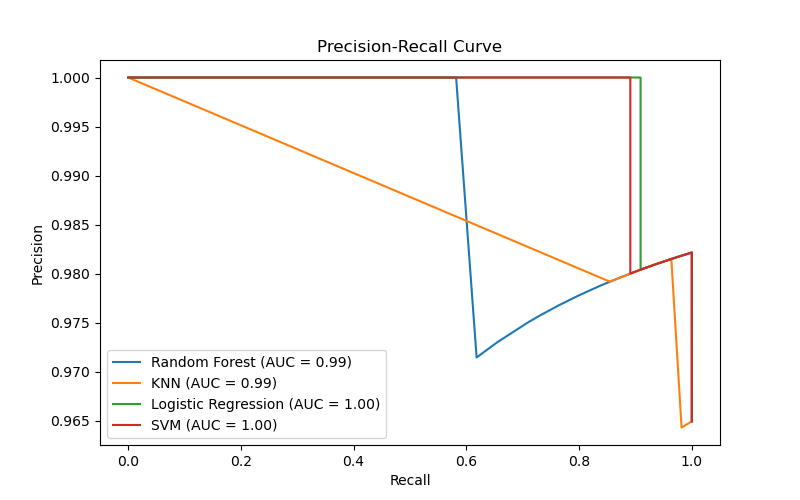 Precision-Recall Curve
1.000
0.995
0.990
0.985
0.980
0.975
0.970
0.965
Precision
Random Forest (AUC = 0.99)
KNN (AUC = 0.99)
Logistic Regression (AUC = 1.00)
SVM (AUC = 1.00)
0.0 0.2 0.4 0.6 0.8 1.0
Recall